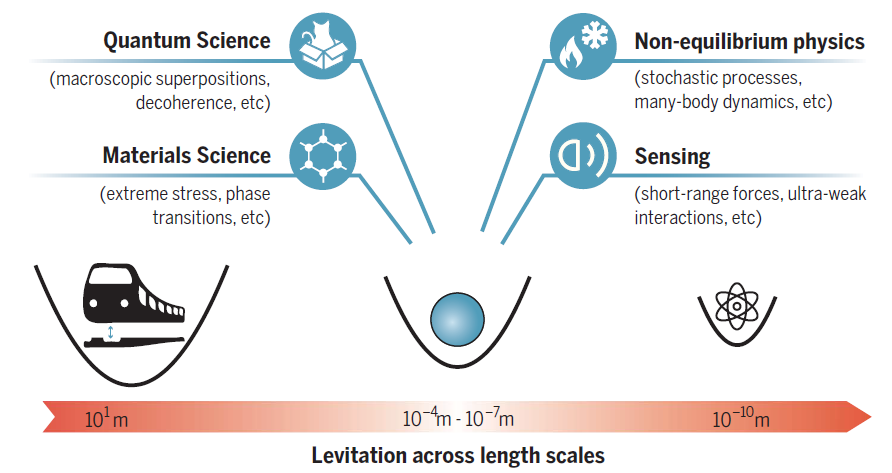 Quantum Science
(macroscopic superpositions,
decoherence, etc)
Materials Science
(extreme stress, phase
transitions, etc)
Non-equilibrium physics
(stochastic processes,
many-body dynamics, etc)
Sensing
(short-range forces, ultra-weak
interactions, etc)
10¹ m
10⁻⁴m - 10⁻⁷m
10⁻¹⁰m
Levitation across length scales